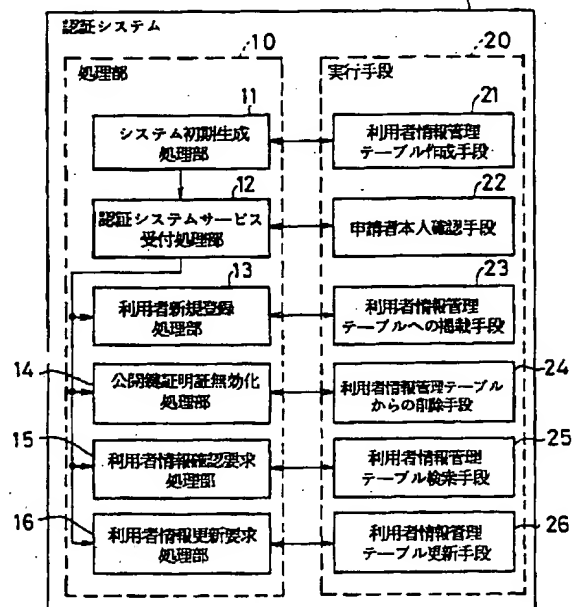 認証システム
10
20
処理部
実行手段
11
システム初期生成
処理部
21
利用者情報管理
テーブル作成手段
12
認証システムサービス
受付処理部
22
申請者本人確認手段
13
利用者新規登録
処理部
23
利用者情報管理
テーブルへの掲載手段
14
公開鍵証明証無効化
処理部
24
利用者情報管理テーブル
からの削除手段
15
利用者情報確認要求
処理部
25
利用者情報管理
テーブル検索手段
16
利用者情報更新要求
処理部
26
利用者情報管理
テーブル更新手段